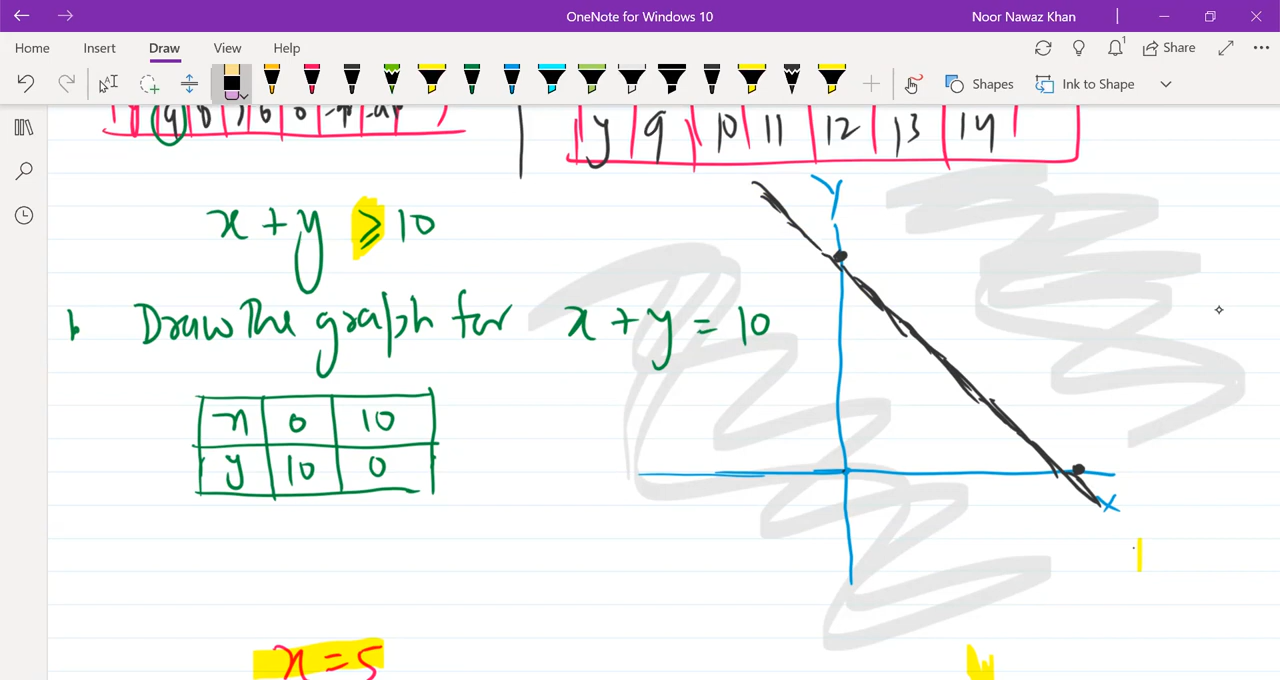 OneNote for Windows 10
Noor Nawaz Khan
Home Insert Draw View Help
1
Share
Shapes
Ink to Shape
y 9 10 11 12 13 14
x + y ≥ 10
Draw the graph for x + y = 10
x 0 10
y 10 0
Y
X
x = 5